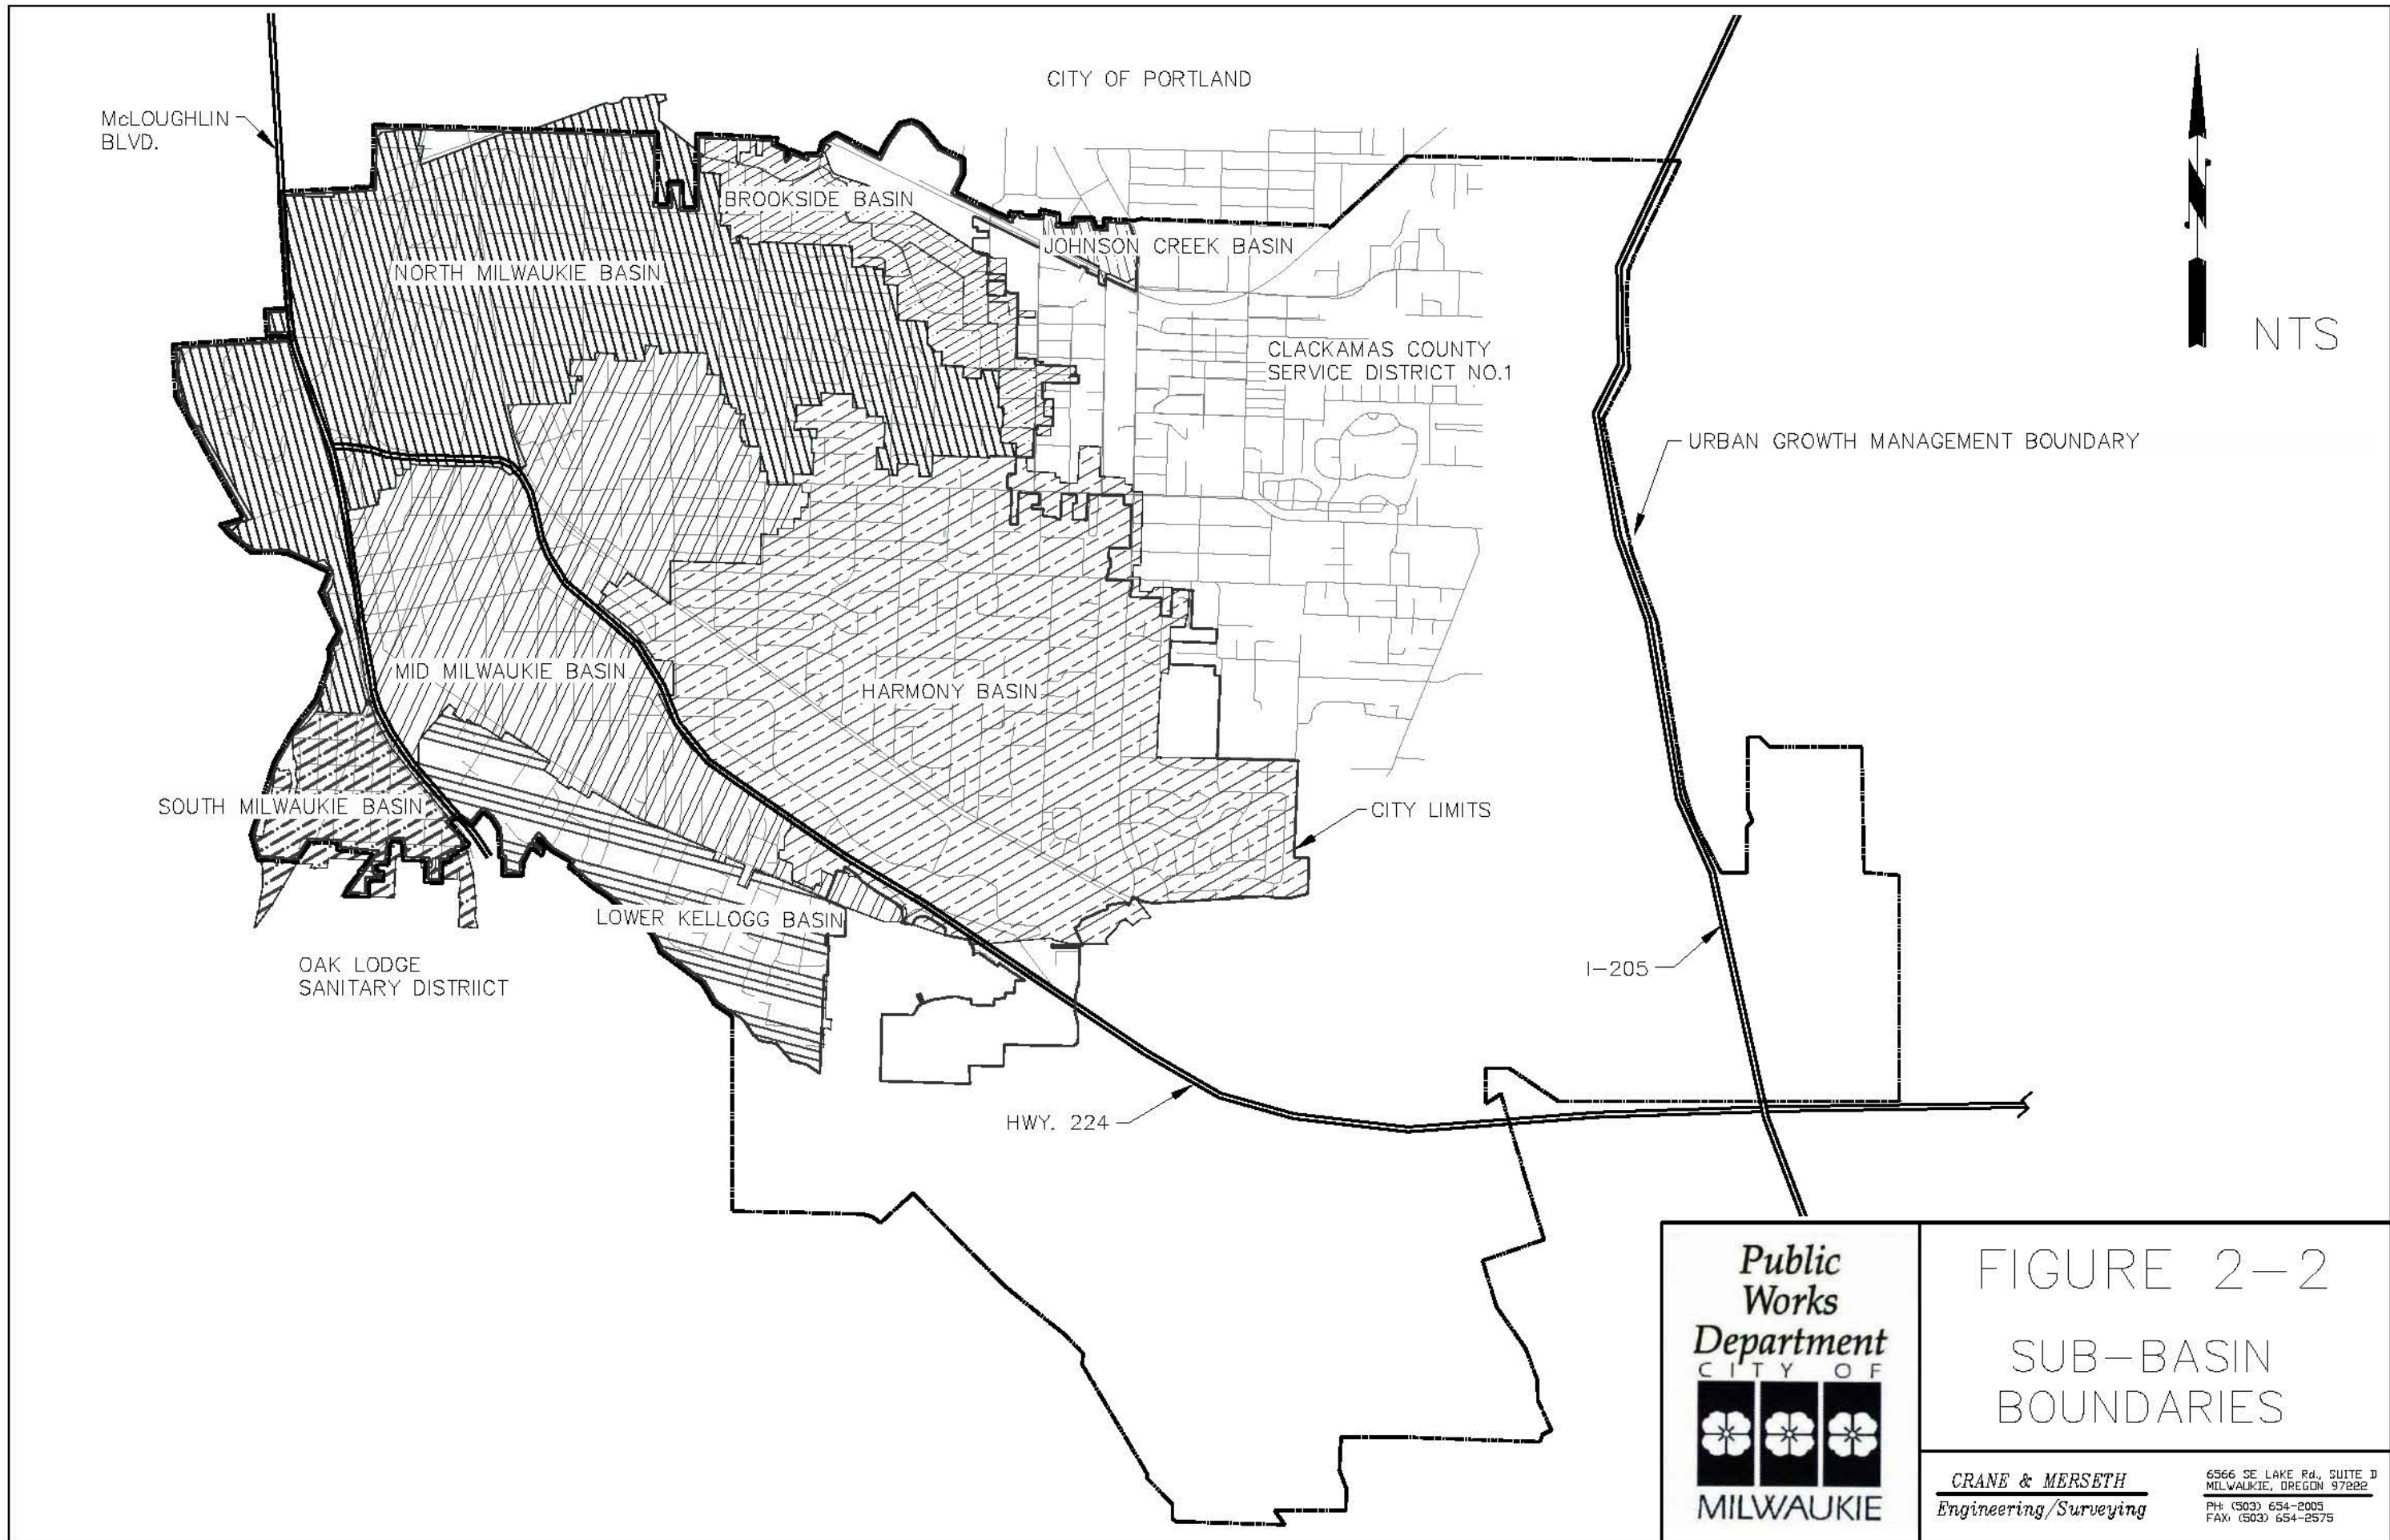 CITY OF PORTLAND
McLOUGHLIN
BLVD.
BROOKSIDE BASIN
JOHNSON CREEK BASIN
NORTH MILWAUKIE BASIN
NTS
CLACKAMAS COUNTY
SERVICE DISTRICT NO.1
URBAN GROWTH MANAGEMENT BOUNDARY
MID MILWAUKIE BASIN
HARMONY BASIN
SOUTH MILWAUKIE BASIN
CITY LIMITS
LOWER KELLOGG BASIN
OAK LODGE
SANITARY DISTRIICT
I-205
HWY. 224
Public
Works
Department
CITY OF
MILWAUKIE
FIGURE 2-2
SUB-BASIN
BOUNDARIES
CRANE & MERSETH
Engineering/Surveying
6566 SE LAKE Rd., SUITE D
MILWAUKIE, OREGON 97222
PH: (503) 654-2005
FAX: (503) 654-2575